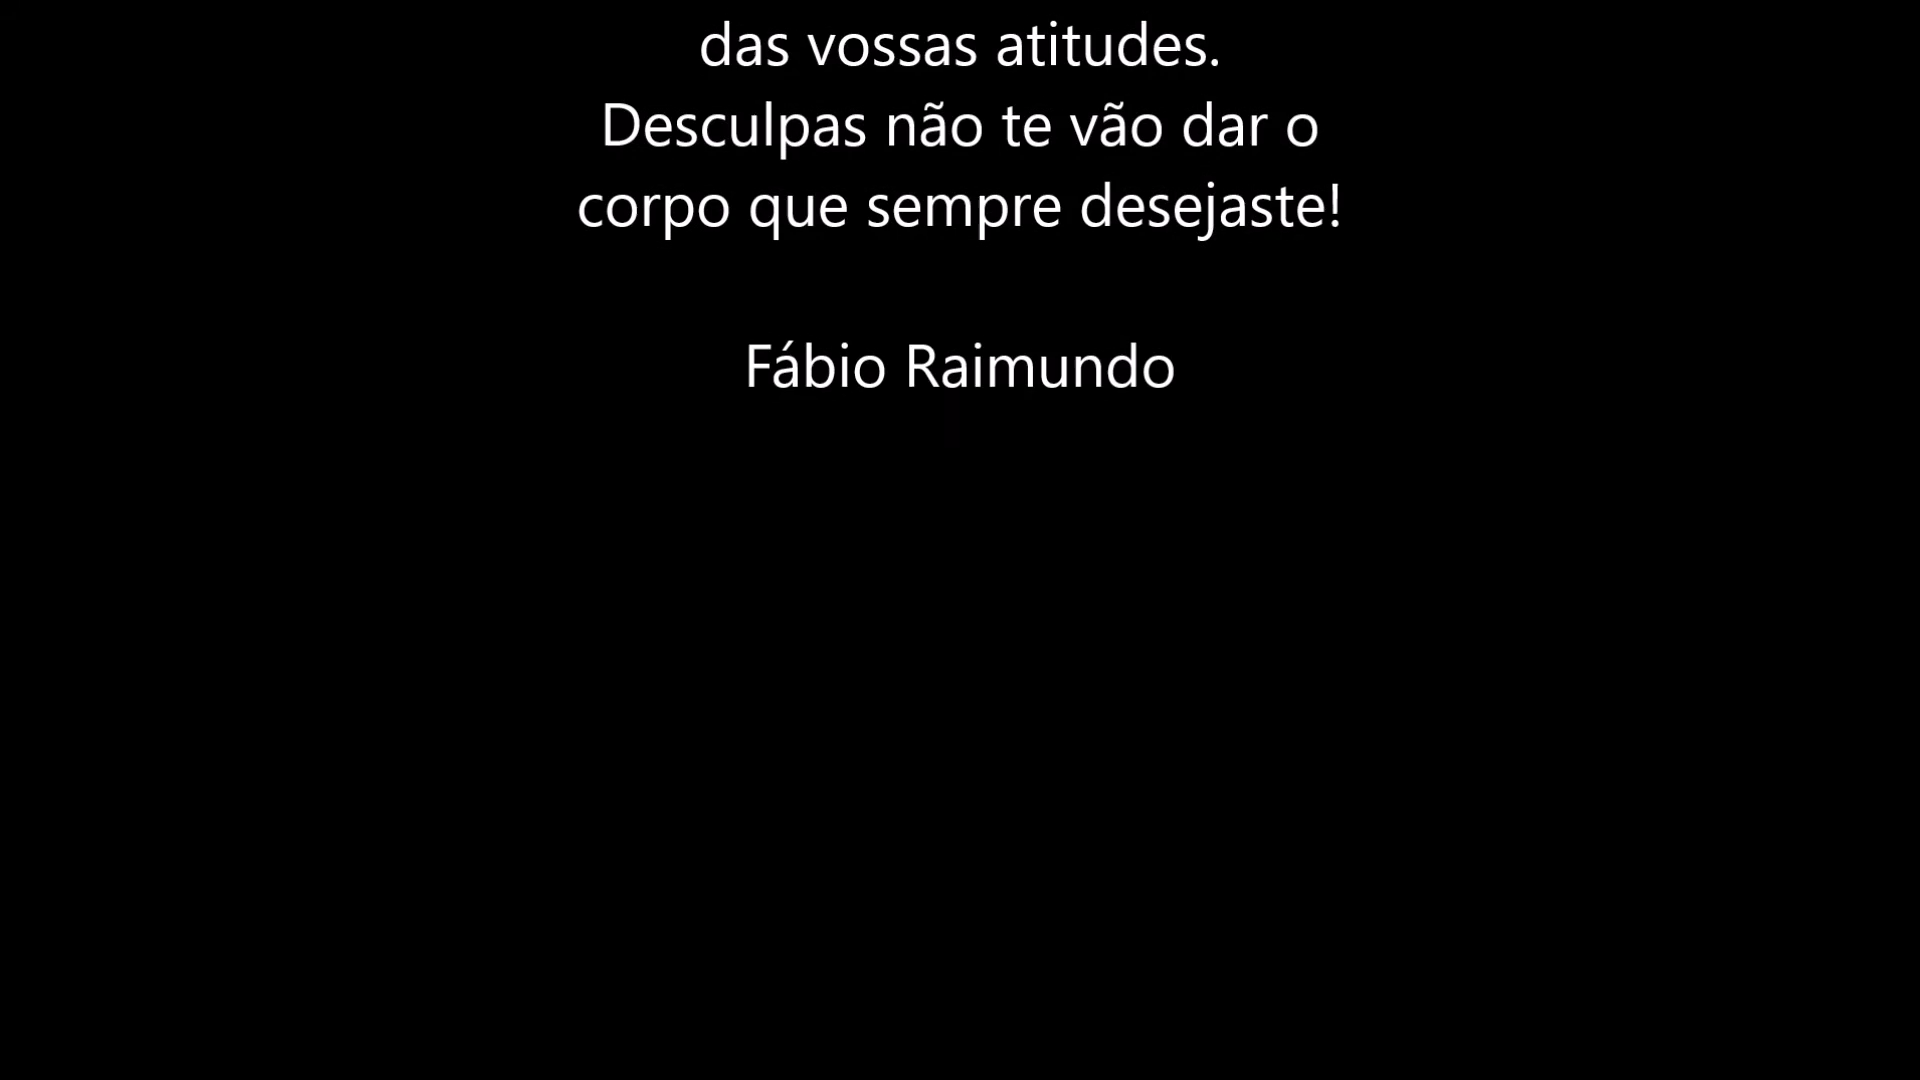 das vossas atitudes.
Desculpas não te vão dar o
corpo que sempre desejaste!
Fábio Raimundo